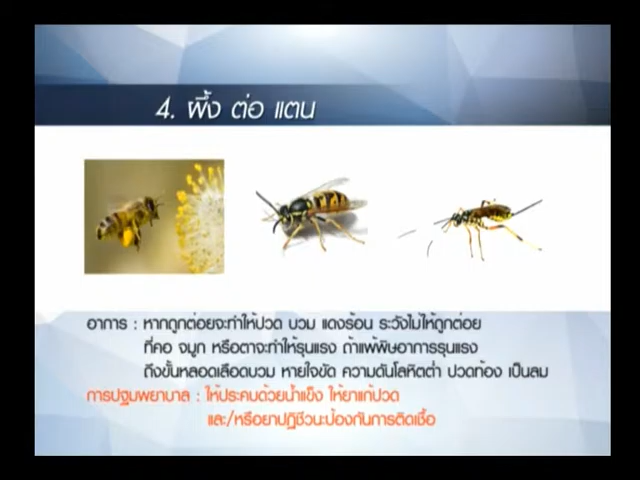 4. ผึ้ง ต่อ แตน
อาการ : หากถูกต่อยจะทำให้ปวด บวม แดงร้อน ระวังไม่ให้ถูกต่อย
ที่คอ จมูก หรือตาจะทำให้รุนแรง ถ้าแพ้พิษอาการรุนแรง
ถึงขั้นหลอดเลือดบวม หายใจขัด ความดันโลหิตต่ำ ปวดท้อง เป็นลม
การปฐมพยาบาล : ให้ประคบด้วยน้ำแข็ง ให้ยาแก้ปวด
และ/หรือยาปฏิชีวนะป้องกันการติดเชื้อ